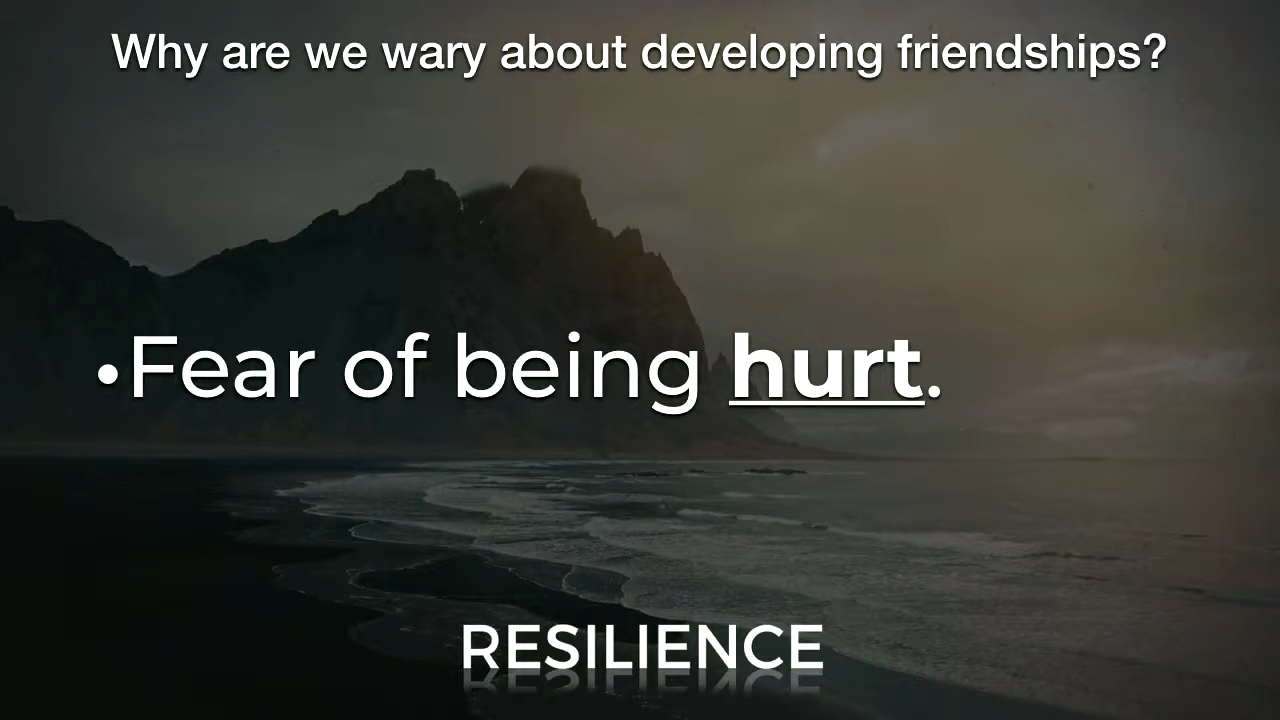 Why are we wary about developing friendships?
•Fear of being hurt.
RESILIENCE